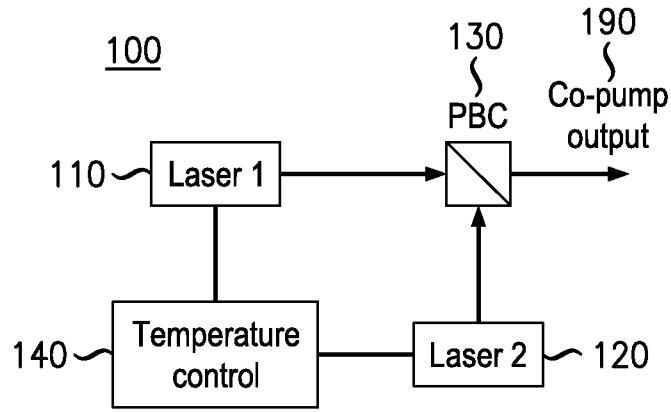 100
130
PBC
190
Co-pump
output
110
Laser 1
140
Temperature
control
Laser 2
120